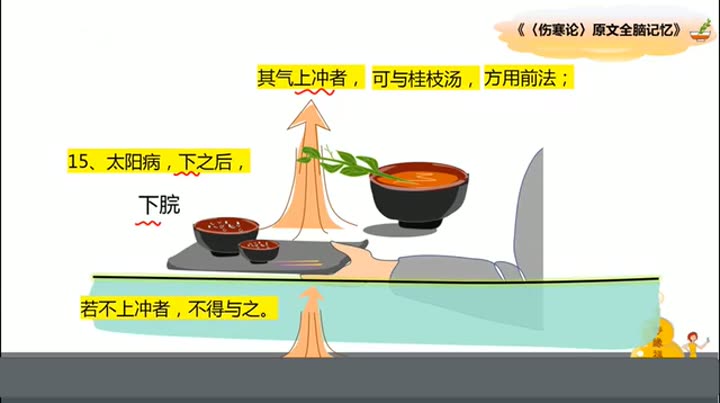 《〈伤寒论〉原文全脑记忆》
其气上冲者，可与桂枝汤，方用前法；
15、太阳病，下之后，
下脘
若不上冲者，不得与之。